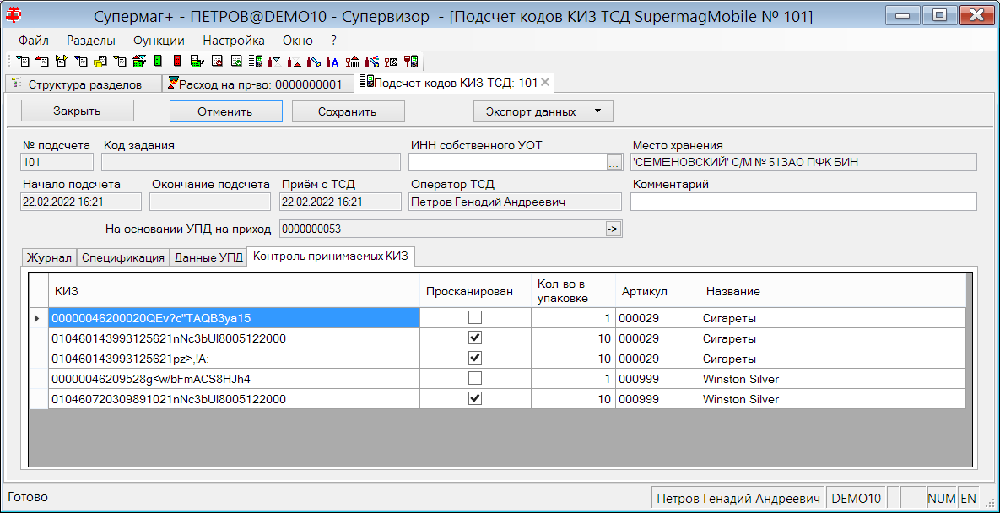 Супермаг+ - ПЕТРОВ@DEMO10 - Супервизор - [Подсчет кодов КИЗ ТСД SupermagMobile № 101]
Файл Разделы Функции Настройка Окно ?
Структура разделов Расход на пр-во: 0000000001 Подсчет кодов КИЗ ТСД: 101
Закрыть Отменить Сохранить Экспорт данных
№ подсчета Код задания ИНН собственного УОТ Место хранения
101 ... 'СЕМЕНОВСКИЙ' С/М № 51ЗАО ПФК БИН
Начало подсчета Окончание подсчета Приём с ТСД Оператор ТСД Комментарий
22.02.2022 16:21 22.02.2022 16:21 Петров Генадий Андреевич
На основании УПД на приход 0000000053 ->
Журнал Спецификация Данные УПД Контроль принимаемых КИЗ
КИЗ Просканирован Кол-во в упаковке Артикул Название
00000046200020QEv?c"TAQB3ya15 1 000029 Сигареты
010460143993125621nNc3bUl8005122000 10 000029 Сигареты
010460143993125621pz>,!A: 10 000029 Сигареты
00000046209528g<w/bFmACS8HJh4 1 000999 Winston Silver
010460720309891021nNc3bUl8005122000 10 000999 Winston Silver
Готово Петров Генадий Андреевич DEMO10 NUM EN